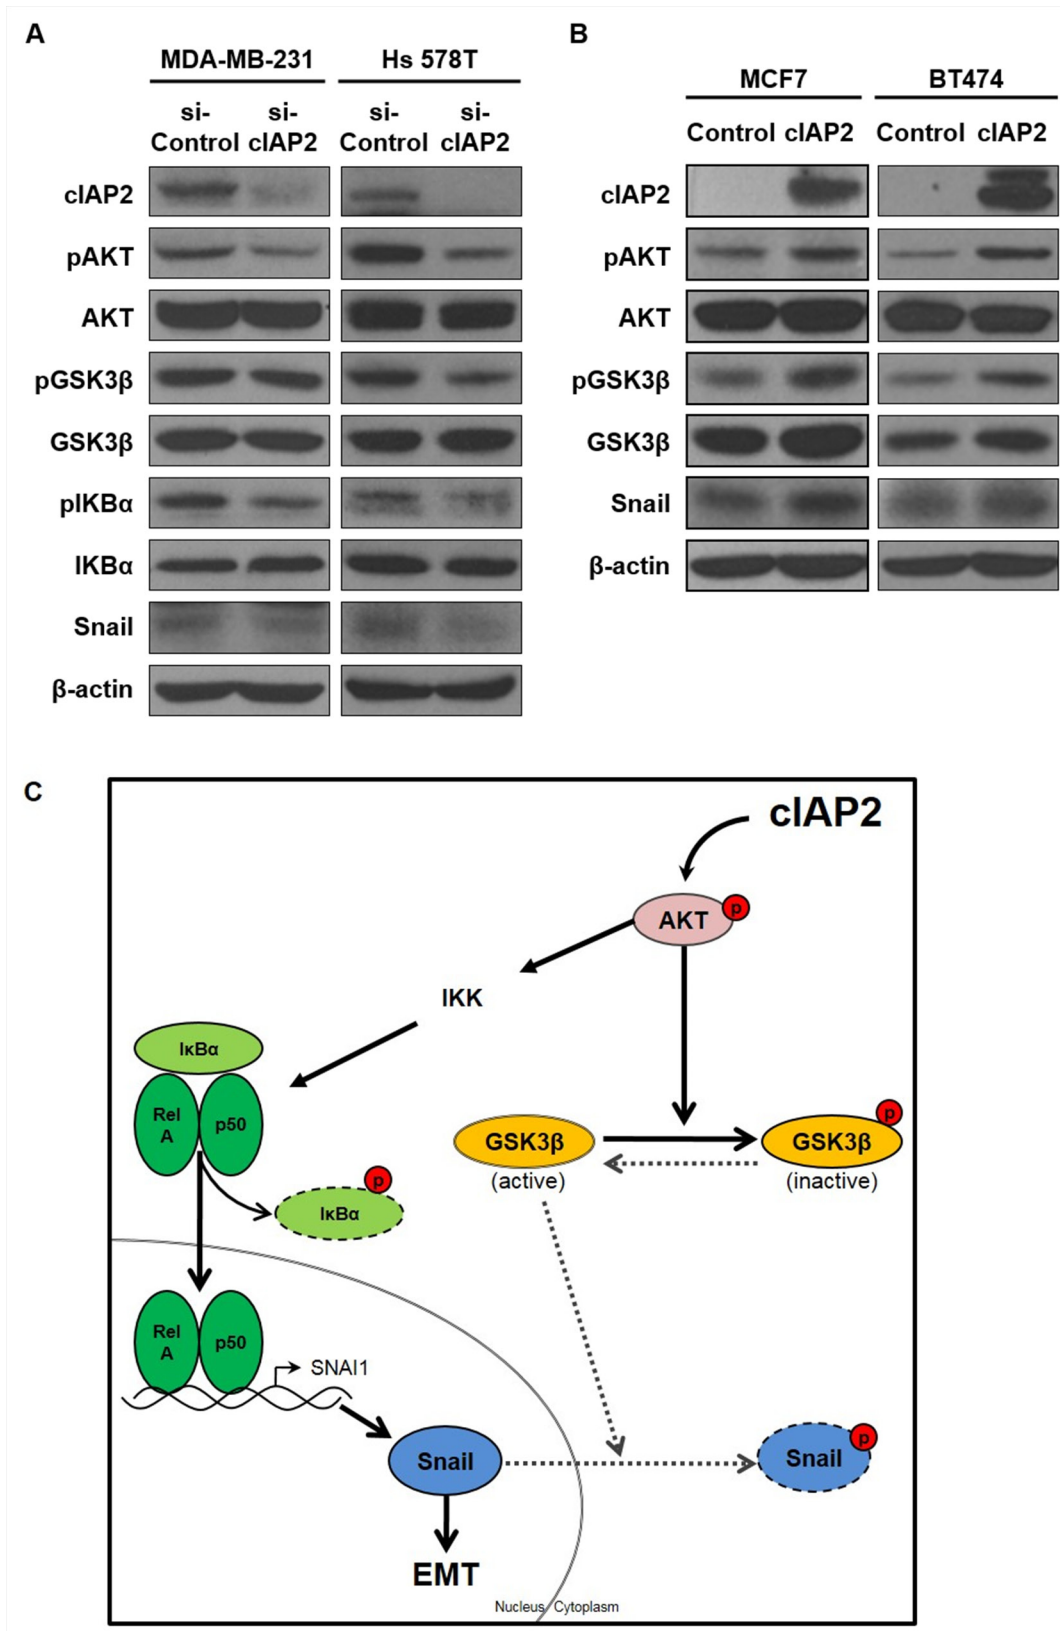 A
MDA-MB-231 Hs 578T
si-Control si-cIAP2 si-Control si-cIAP2
cIAP2
pAKT
AKT
pGSK3β
GSK3β
pIKBα
IKBα
Snail
β-actin
B
MCF7 BT474
Control cIAP2 Control cIAP2
cIAP2
pAKT
AKT
pGSK3β
GSK3β
Snail
β-actin
C
cIAP2
AKT p
IKK
IκBα
Rel A p50
GSK3β
(active)
GSK3β p
(inactive)
IκBα p
Rel A p50
SNAI1
Snail
Snail p
EMT
Nucleus Cytoplasm